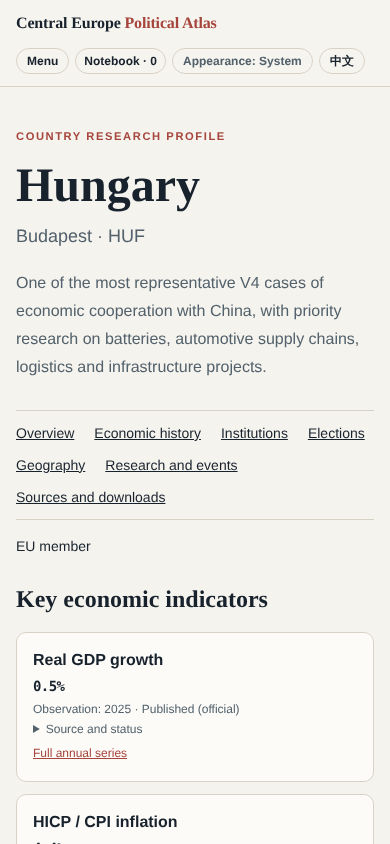 Central Europe Political Atlas
Menu
Notebook · 0
Appearance: System
中文
COUNTRY RESEARCH PROFILE
Hungary
Budapest · HUF
One of the most representative V4 cases of
economic cooperation with China, with priority
research on batteries, automotive supply chains,
logistics and infrastructure projects.
Overview Economic history Institutions Elections
Geography Research and events
Sources and downloads
EU member
Key economic indicators
Real GDP growth
0.5%
Observation: 2025 · Published (official)
▶ Source and status
Full annual series
HICP / CPI inflation